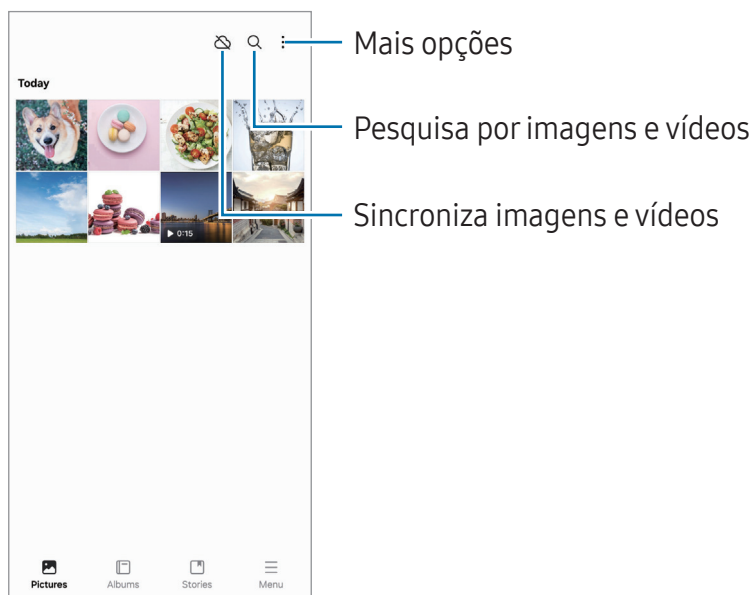 Mais opções
Today
Pesquisa por imagens e vídeos
Sincroniza imagens e vídeos
0:15
Pictures
Albums
Stories
Menu